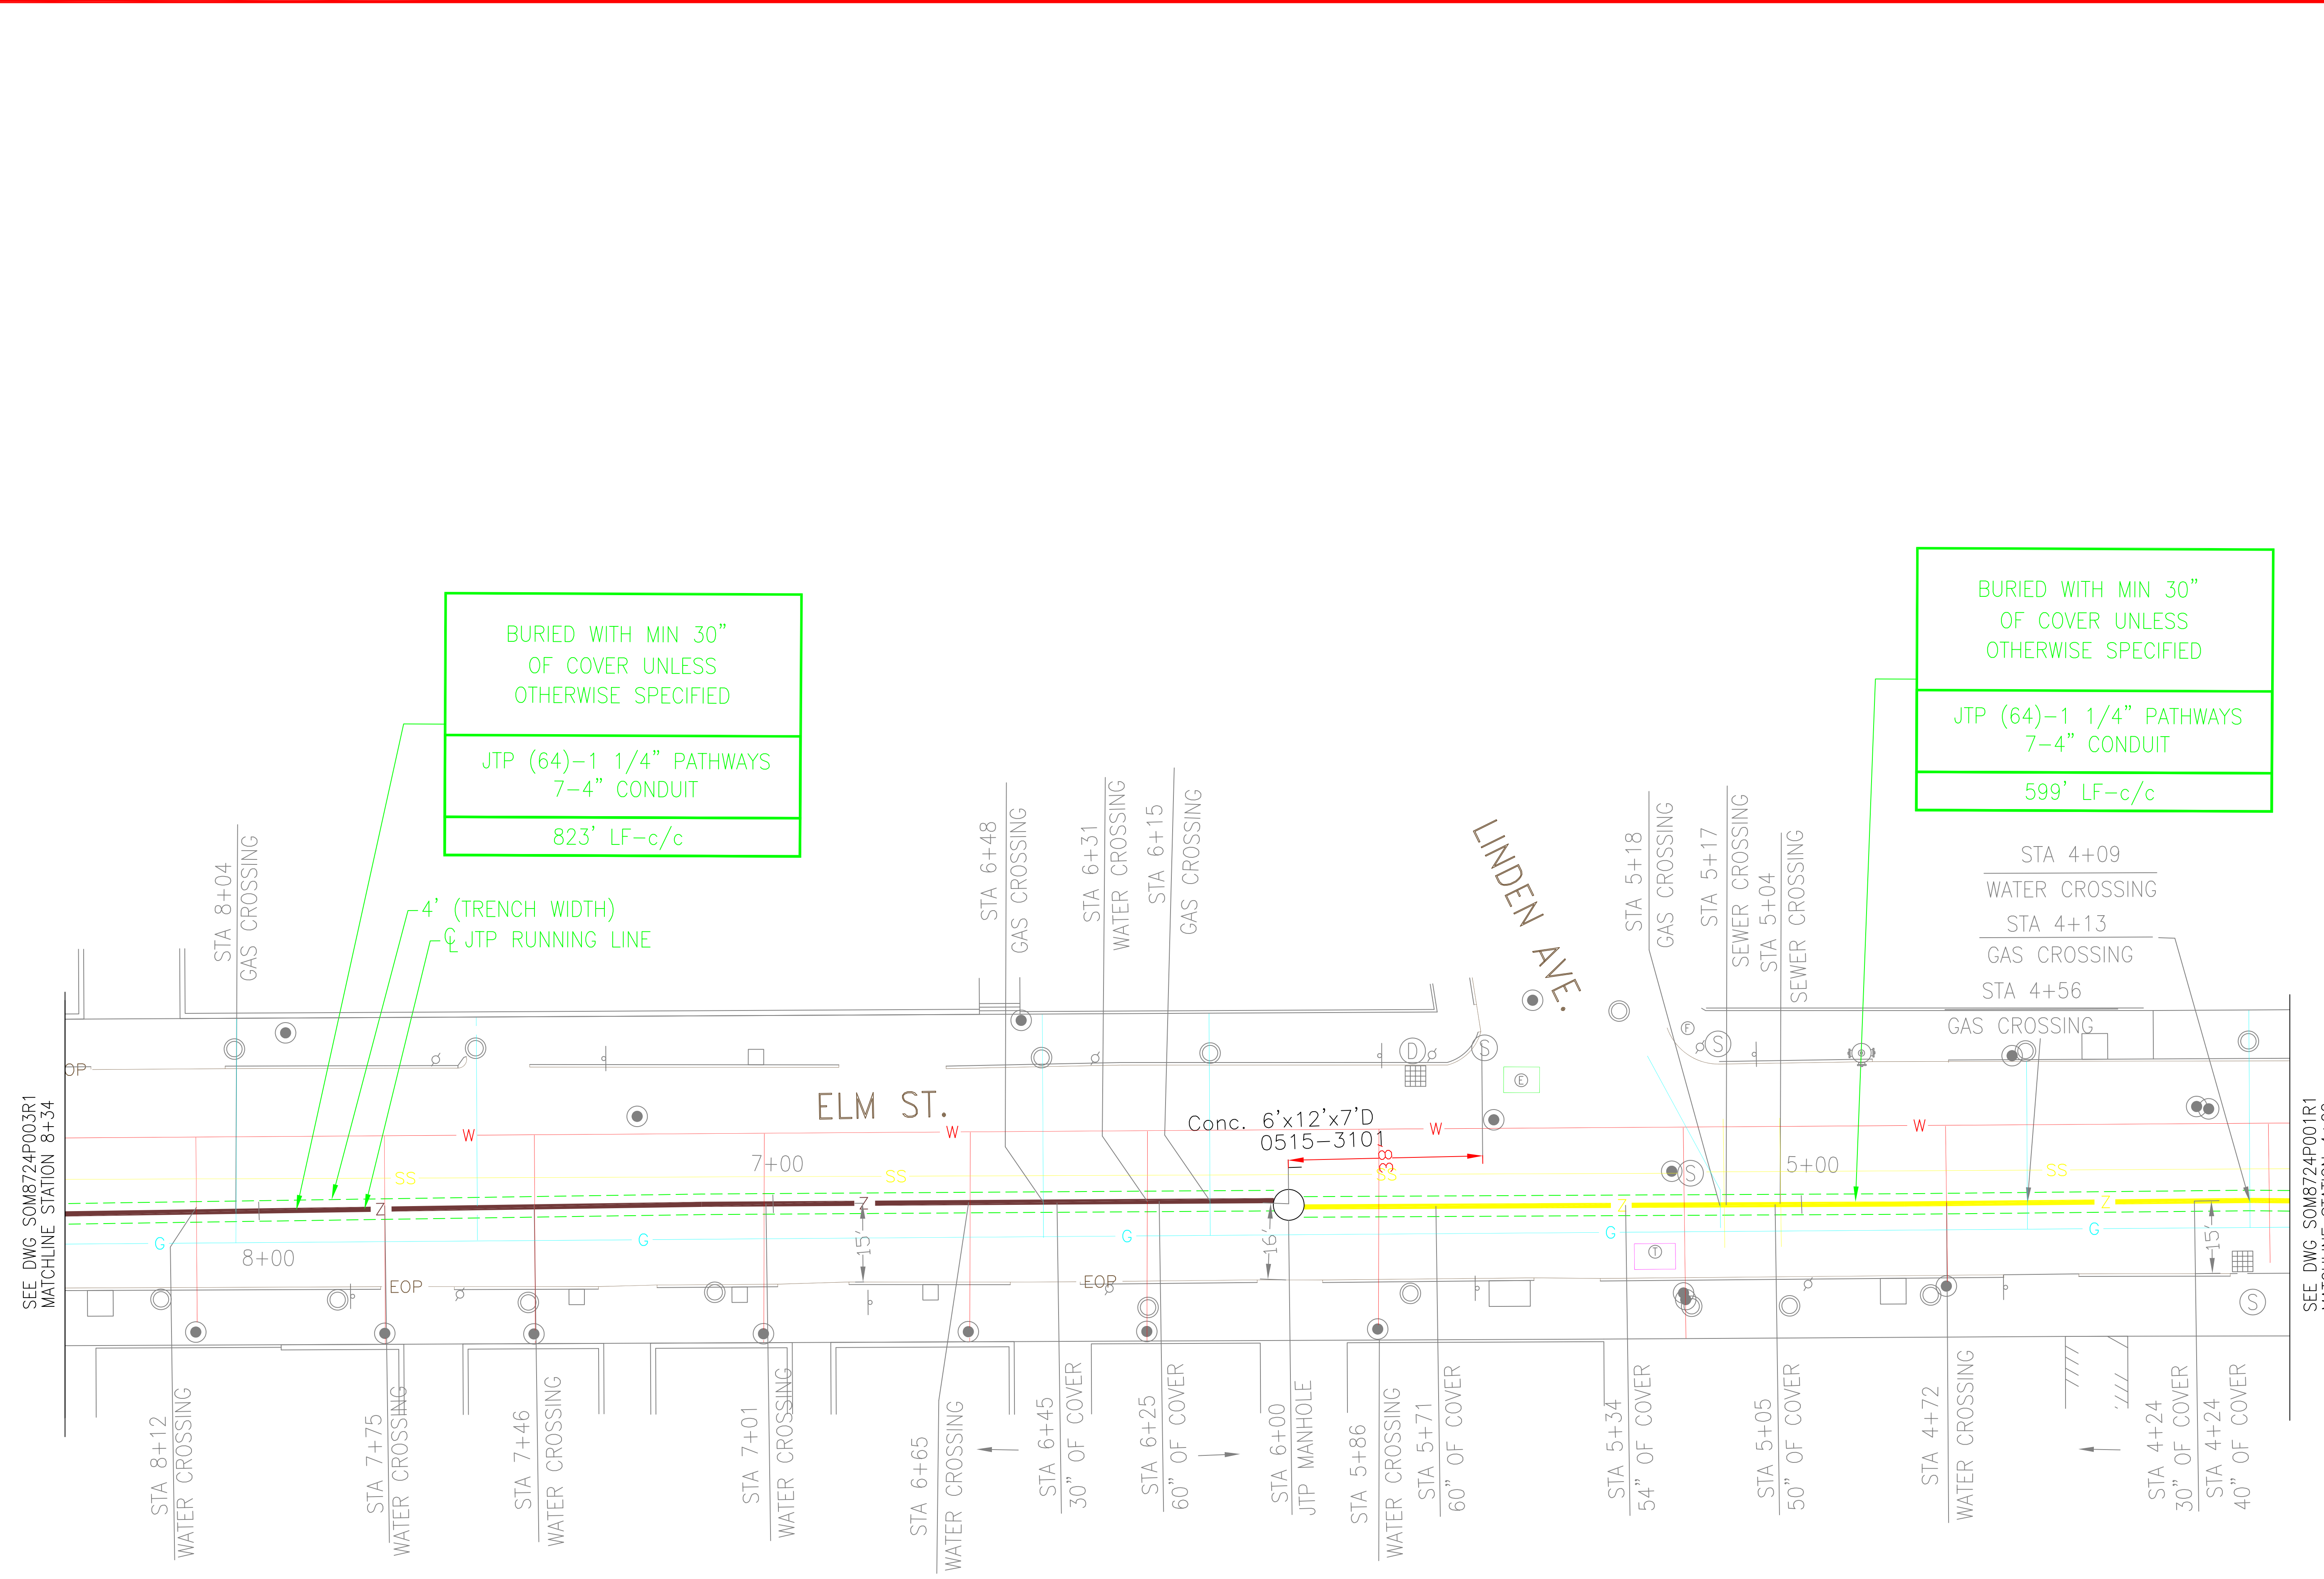 BURIED WITH MIN 30"
OF COVER UNLESS
OTHERWISE SPECIFIED
JTP (64)-1 1/4" PATHWAYS
7-4" CONDUIT
599' LF-c/c
BURIED WITH MIN 30"
OF COVER UNLESS
OTHERWISE SPECIFIED
JTP (64)-1 1/4" PATHWAYS
7-4" CONDUIT
823' LF-c/c
4' (TRENCH WIDTH)
℄ JTP RUNNING LINE
STA 8+04
GAS CROSSING
STA 6+48
GAS CROSSING
STA 6+31
WATER CROSSING
STA 6+15
GAS CROSSING
LINDEN AVE.
STA 5+18
GAS CROSSING
STA 5+17
SEWER CROSSING
STA 5+04
SEWER CROSSING
STA 4+09
WATER CROSSING
STA 4+13
GAS CROSSING
STA 4+56
GAS CROSSING
OP
D
S
F
S
E
ELM ST.
Conc. 6'x12'x7'D
0515-3101
38'
W
W
W
W
7+00
5+00
SS
SS
SS
SS
S
Z
Z
Z
Z
G
G
G
G
8+00
15'
16'
15'
T
EOP
EOP
S
SEE DWG SOM8724P003R1
MATCHLINE STATION 8+34
SEE DWG SOM8724P001R1
STA 8+12
WATER CROSSING
STA 7+75
WATER CROSSING
STA 7+46
WATER CROSSING
STA 7+01
WATER CROSSING
STA 6+65
WATER CROSSING
STA 6+45
30" OF COVER
STA 6+25
60" OF COVER
STA 6+00
JTP MANHOLE
STA 5+86
WATER CROSSING
STA 5+71
60" OF COVER
STA 5+34
54" OF COVER
STA 5+05
50" OF COVER
STA 4+72
WATER CROSSING
STA 4+24
30" OF COVER
STA 4+24
40" OF COVER